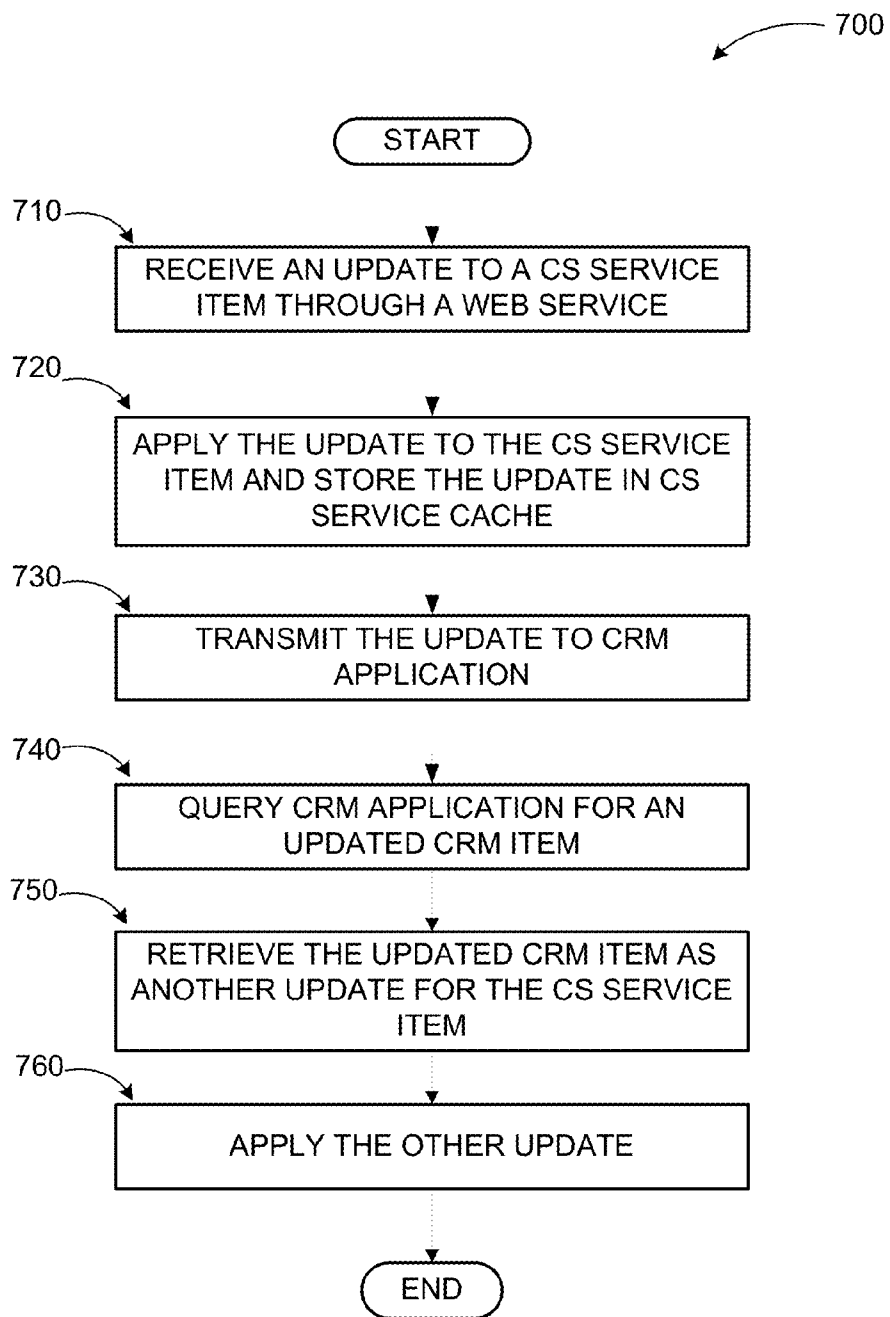 700
START
710
RECEIVE AN UPDATE TO A CS SERVICE
ITEM THROUGH A WEB SERVICE
720
APPLY THE UPDATE TO THE CS SERVICE
ITEM AND STORE THE UPDATE IN CS
SERVICE CACHE
730
TRANSMIT THE UPDATE TO CRM
APPLICATION
740
QUERY CRM APPLICATION FOR AN
UPDATED CRM ITEM
750
RETRIEVE THE UPDATED CRM ITEM AS
ANOTHER UPDATE FOR THE CS SERVICE
ITEM
760
APPLY THE OTHER UPDATE
END